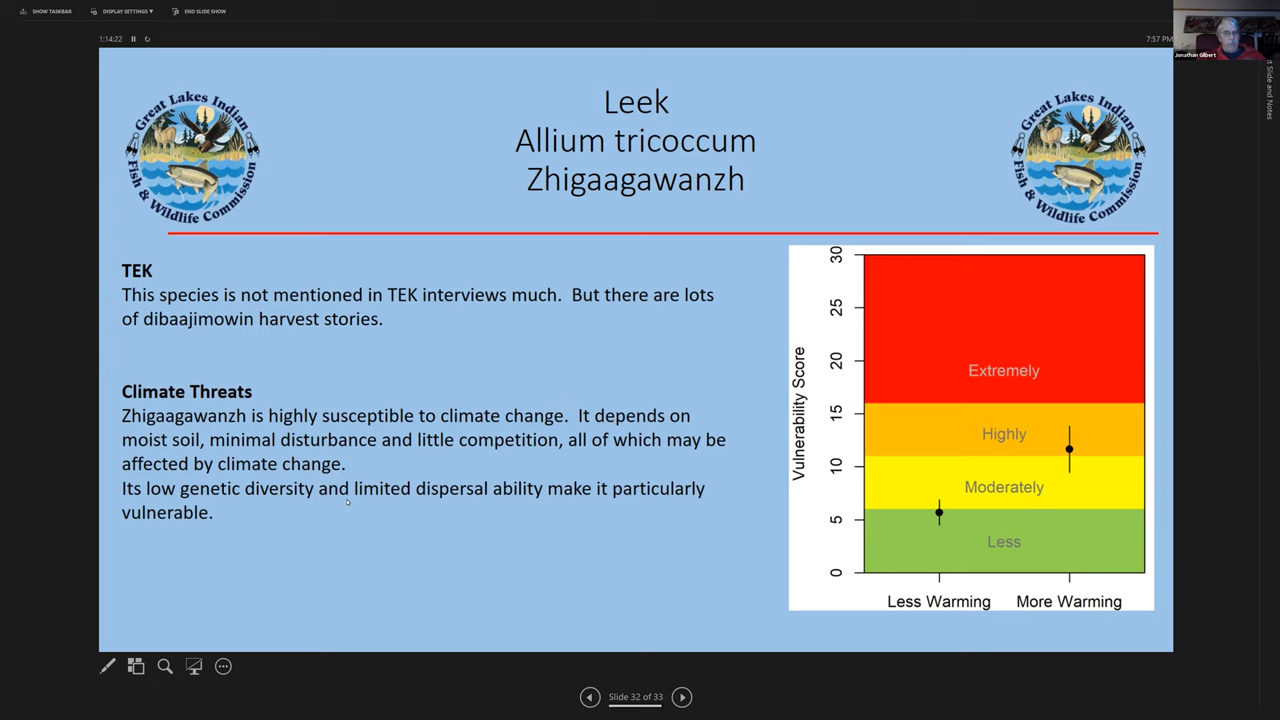 SHOW TASKBAR
DISPLAY SETTINGS
END SLIDE SHOW
1:14:22
7:57 PM
Jonathan Gilbert
Slide and Notes
Great Lakes Indian
Fish & Wildlife Commission
Leek
Allium tricoccum
Zhigaagawanzh
Great Lakes Indian
Fish & Wildlife Commission
TEK
This species is not mentioned in TEK interviews much. But there are lots
of dibaajimowin harvest stories.
Climate Threats
Zhigaagawanzh is highly susceptible to climate change. It depends on
moist soil, minimal disturbance and little competition, all of which may be
affected by climate change.
Its low genetic diversity and limited dispersal ability make it particularly
vulnerable.
Vulnerability Score
30
25
20
15
10
5
0
Extremely
Highly
Moderately
Less
Less Warming
More Warming
Slide 32 of 33